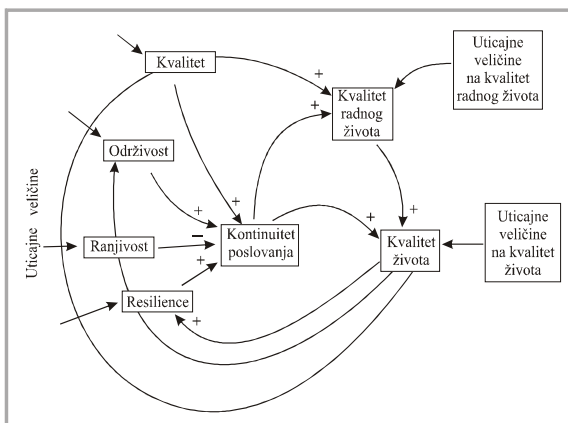 Kvalitet
Uticajne
veličine
na kvalitet
radnog života
+
+
Kvalitet
radnog
života
Održivost
Uticajne veličine
+
+
+
+
Ranjivost
−
Kontinuitet
poslovanja
Kvalitet
života
Uticajne
veličine
na kvalitet
života
+
Resilience
+